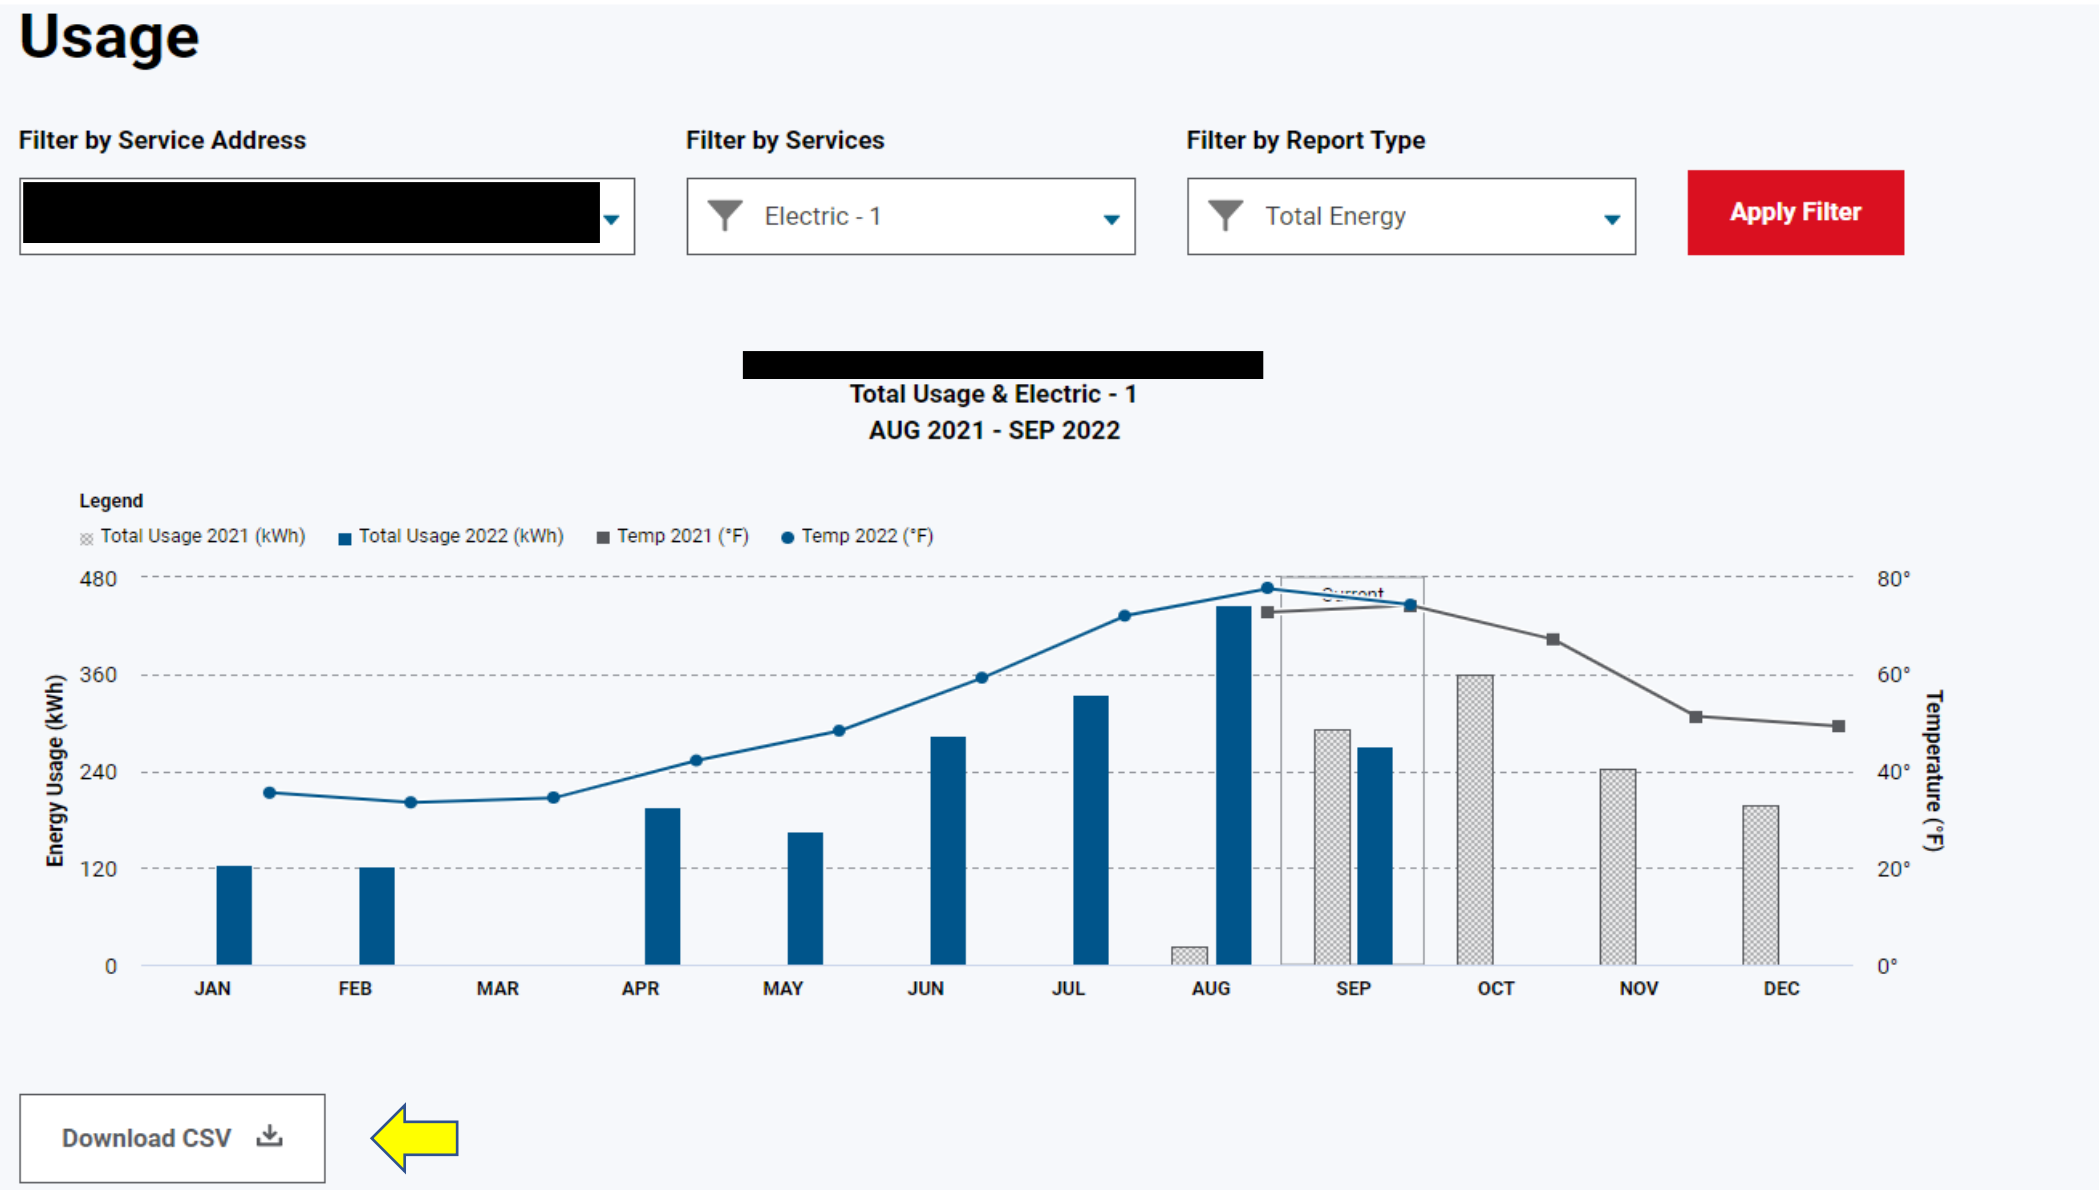 Usage
Filter by Service Address
Filter by Services
Filter by Report Type
Electric - 1
Total Energy
Apply Filter
Total Usage & Electric - 1
AUG 2021 - SEP 2022
Legend
Total Usage 2021 (kWh)
Total Usage 2022 (kWh)
Temp 2021 (°F)
Temp 2022 (°F)
480
360
240
120
0
Energy Usage (kWh)
Current
80°
60°
40°
20°
0°
Temperature (°F)
JAN
FEB
MAR
APR
MAY
JUN
JUL
AUG
SEP
OCT
NOV
DEC
Download CSV